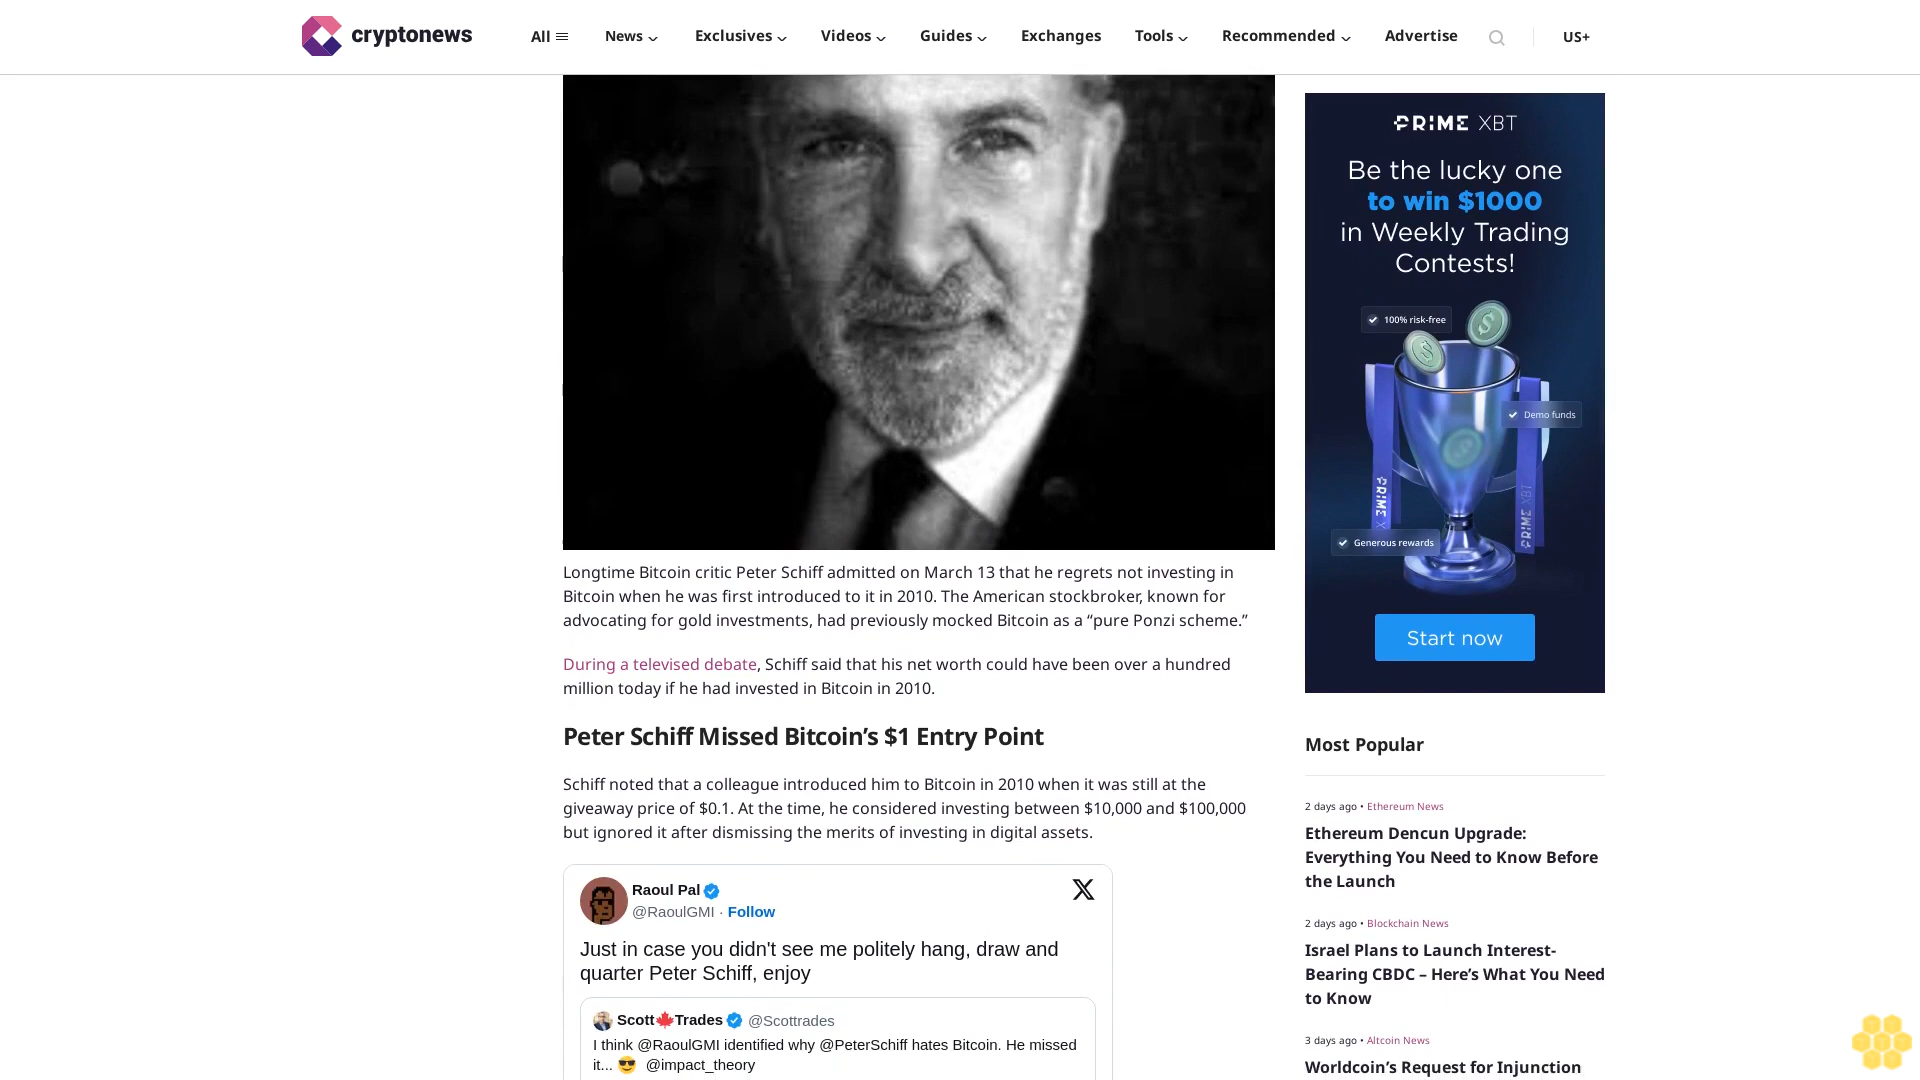 cryptonews
All
News
Exclusives
Videos
Guides
Exchanges
Tools
Recommended
Advertise
US+
Longtime Bitcoin critic Peter Schiff admitted on March 13 that he regrets not investing in
Bitcoin when he was first introduced to it in 2010. The American stockbroker, known for
advocating for gold investments, had previously mocked Bitcoin as a “pure Ponzi scheme.”
During a televised debate, Schiff said that his net worth could have been over a hundred
million today if he had invested in Bitcoin in 2010.
Peter Schiff Missed Bitcoin’s $1 Entry Point
Schiff noted that a colleague introduced him to Bitcoin in 2010 when it was still at the
giveaway price of $0.1. At the time, he considered investing between $10,000 and $100,000
but ignored it after dismissing the merits of investing in digital assets.
Raoul Pal
@RaoulGMI · Follow
Just in case you didn't see me politely hang, draw and
quarter Peter Schiff, enjoy
Scott🍁Trades @Scottrades
I think @RaoulGMI identified why @PeterSchiff hates Bitcoin. He missed
it... 😎 @impact_theory
PRIME XBT
Be the lucky one
to win $1000
in Weekly Trading
Contests!
100% risk-free
Demo funds
PRIME X
PRIME XBT
Generous rewards
Start now
Most Popular
2 days ago • Ethereum News
Ethereum Dencun Upgrade:
Everything You Need to Know Before
the Launch
2 days ago • Blockchain News
Israel Plans to Launch Interest-
Bearing CBDC – Here’s What You Need
to Know
3 days ago • Altcoin News
Worldcoin’s Request for Injunction